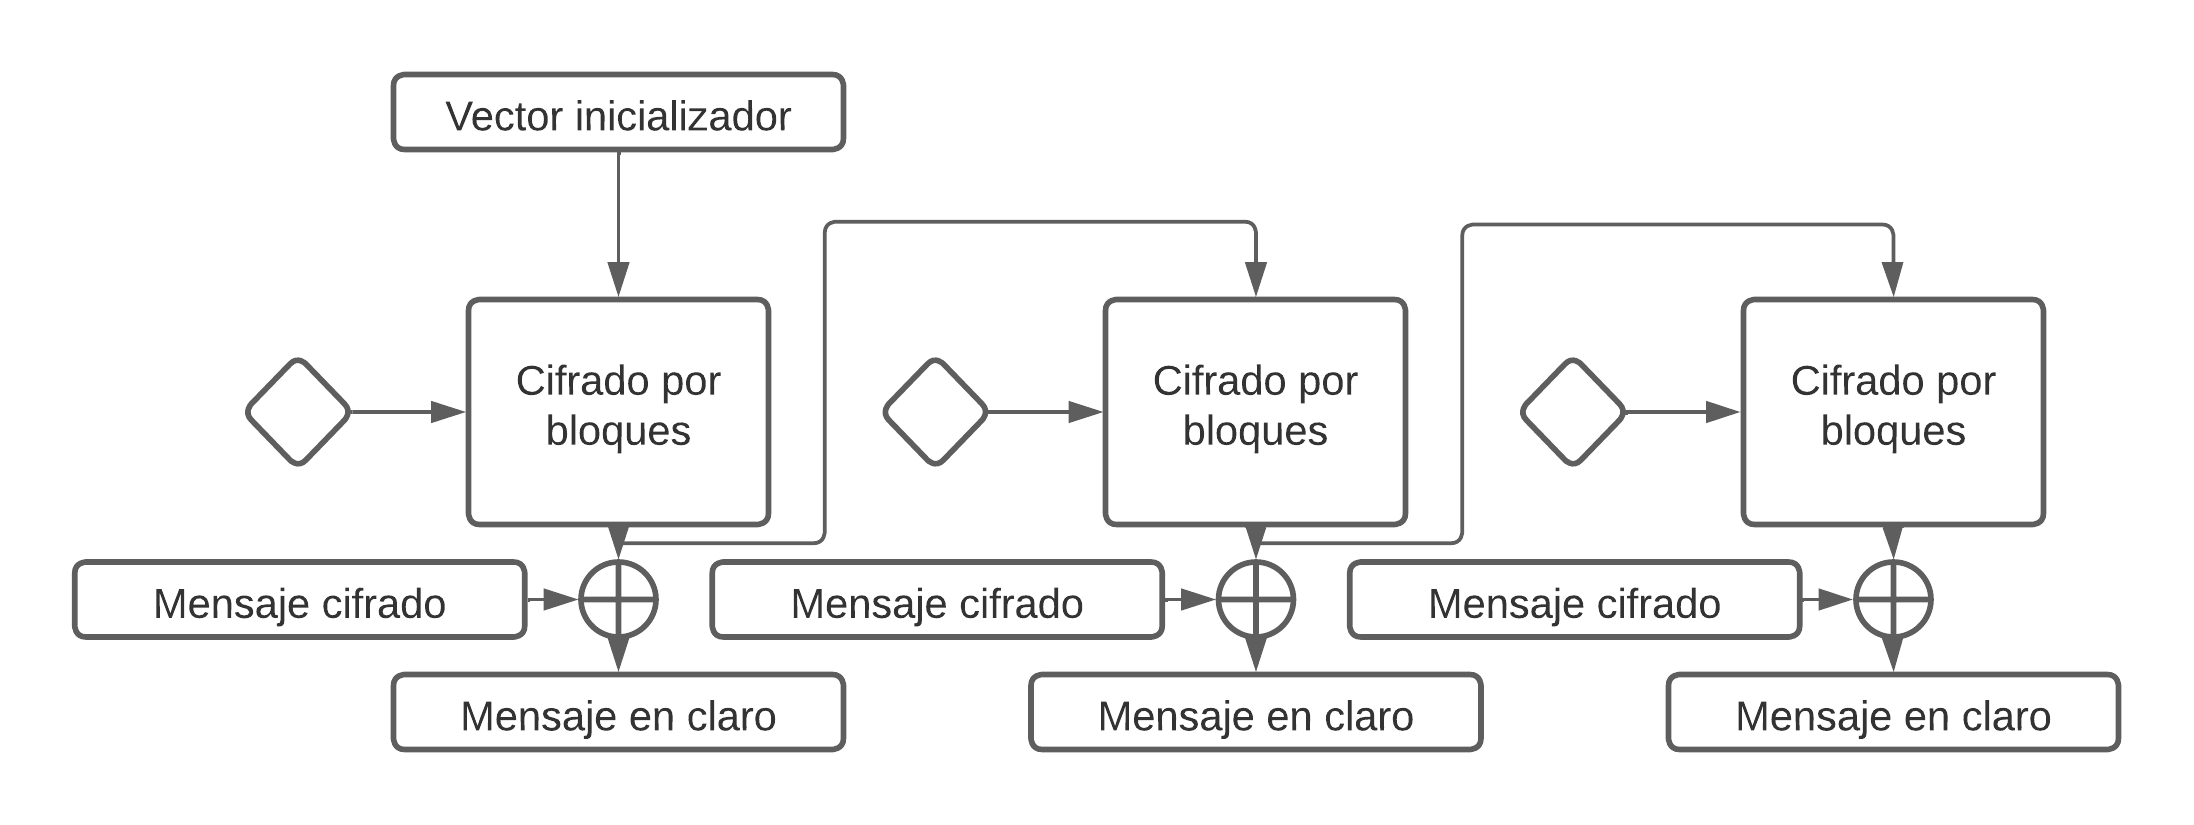 Vector inicializador
Cifrado por
bloques
Cifrado por
bloques
Cifrado por
bloques
Mensaje cifrado
Mensaje cifrado
Mensaje cifrado
Mensaje en claro
Mensaje en claro
Mensaje en claro